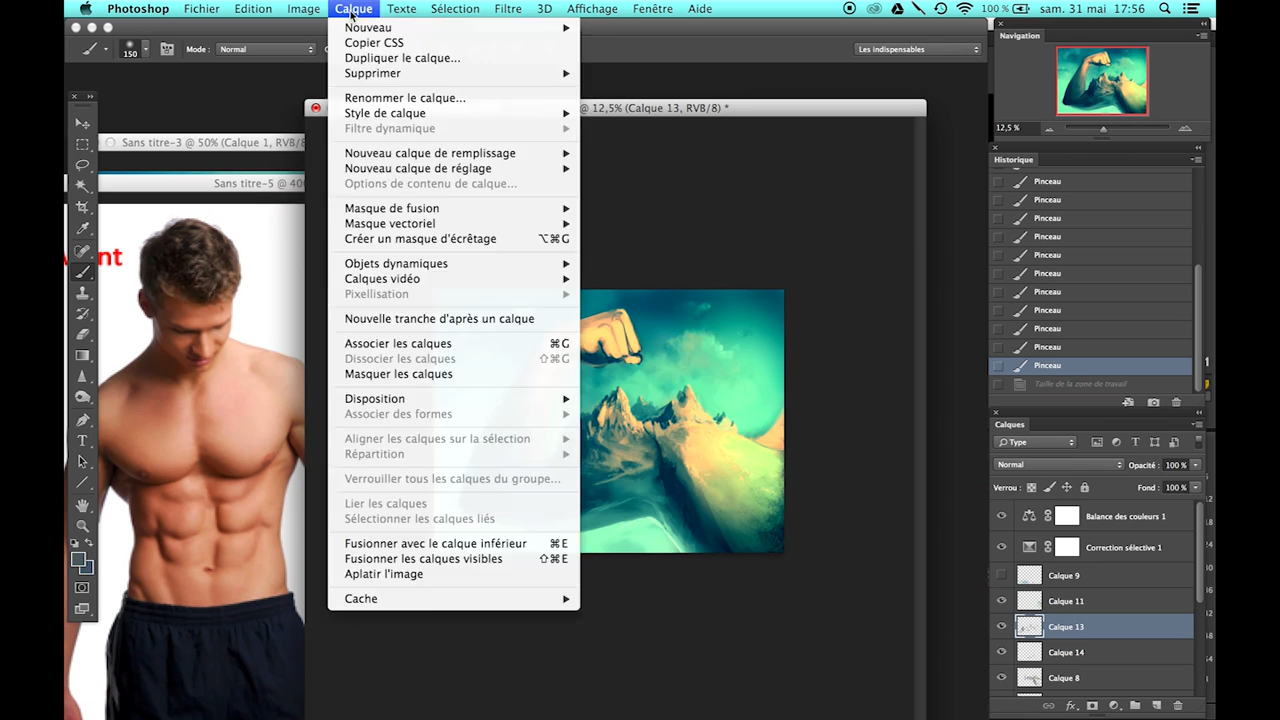 Photoshop Fichier Edition Image Calque Texte Sélection Filtre 3D Affichage Fenêtre Aide 100 % sam. 31 mai 17:56
150 Mode : Normal Les indispensables
Sans titre-3 @ 50% (Calque 1, RVB/8)
Sans titre-5 @ 400
@ 12,5% (Calque 13, RVB/8) *
Nouveau
Copier CSS
Dupliquer le calque...
Supprimer
Renommer le calque...
Style de calque
Filtre dynamique
Nouveau calque de remplissage
Nouveau calque de réglage
Options de contenu de calque...
Masque de fusion
Masque vectoriel
Créer un masque d'écrêtage ⌥⌘G
Objets dynamiques
Calques vidéo
Pixellisation
Nouvelle tranche d'après un calque
Associer les calques ⌘G
Dissocier les calques ⇧⌘G
Masquer les calques
Disposition
Associer des formes
Aligner les calques sur la sélection
Répartition
Verrouiller tous les calques du groupe...
Lier les calques
Sélectionner les calques liés
Fusionner avec le calque inférieur ⌘E
Fusionner les calques visibles ⇧⌘E
Aplatir l'image
Cache
Navigation
12,5 %
Historique
Pinceau
Pinceau
Pinceau
Pinceau
Pinceau
Pinceau
Pinceau
Pinceau
Pinceau
Pinceau
Pinceau
Taille de la zone de travail
Calques
Type
Normal Opacité : 100 %
Verrou : Fond : 100 %
Balance des couleurs 1
Correction sélective 1
Calque 9
Calque 11
Calque 13
Calque 14
Calque 8